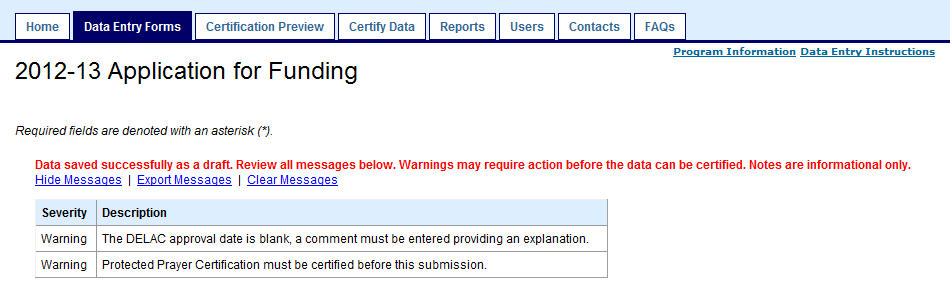 Home Data Entry Forms Certification Preview Certify Data Reports Users Contacts FAQs
Program Information Data Entry Instructions
2012-13 Application for Funding
Required fields are denoted with an asterisk (*).
Data saved successfully as a draft. Review all messages below. Warnings may require action before the data can be certified. Notes are informational only.
Hide Messages | Export Messages | Clear Messages
Severity Description
Warning The DELAC approval date is blank, a comment must be entered providing an explanation.
Warning Protected Prayer Certification must be certified before this submission.